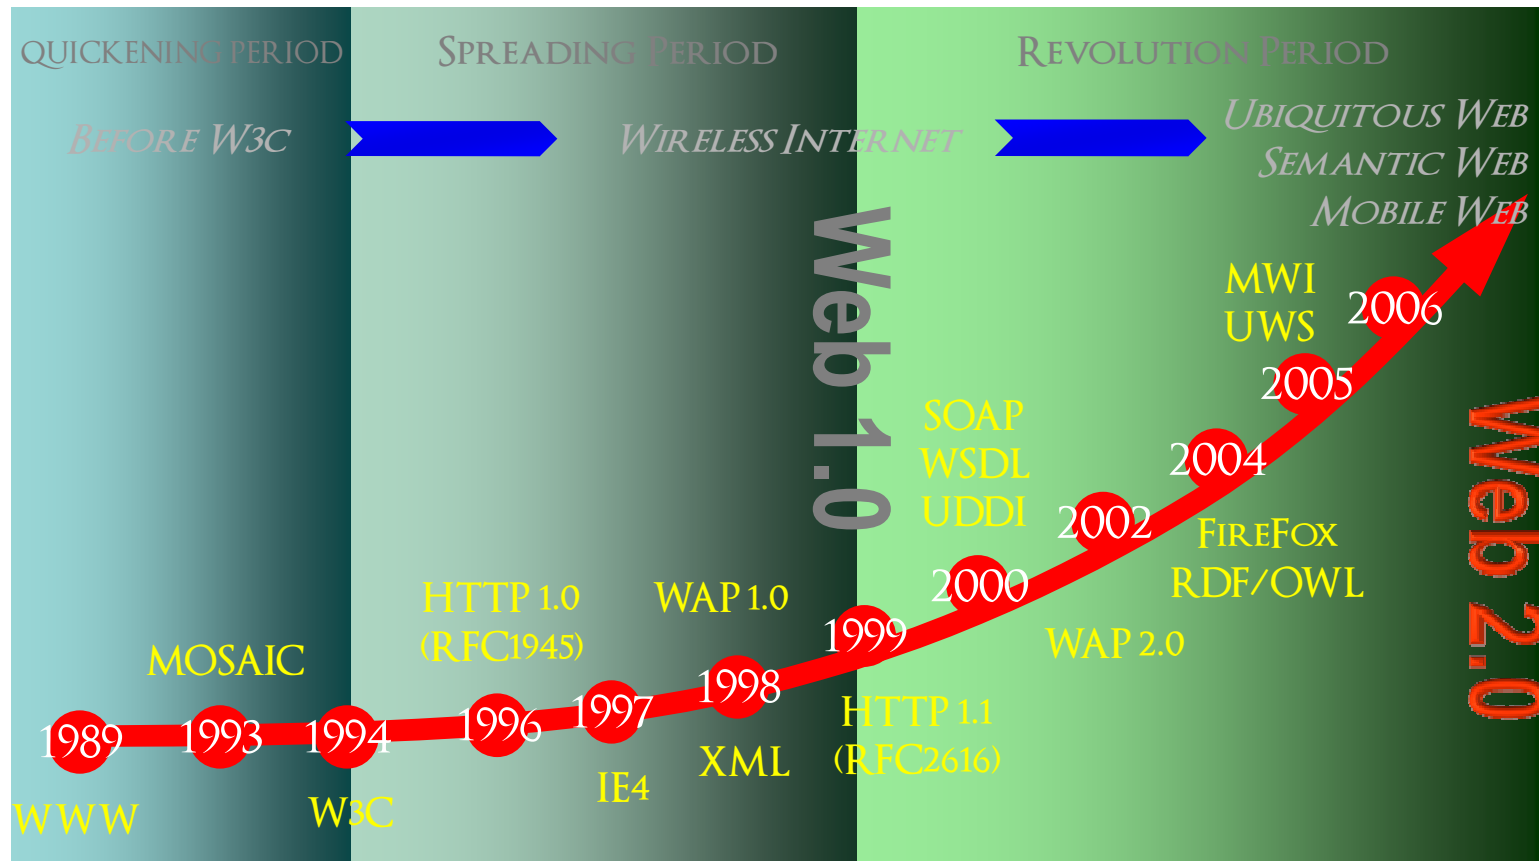 QUICKENING PERIOD
SPREADING PERIOD
REVOLUTION PERIOD
BEFORE W3C
WIRELESS INTERNET
UBIQUITOUS WEB
SEMANTIC WEB
MOBILE WEB
Web 1.0
Web 2.0
1989
WWW
1993
MOSAIC
1994
W3C
1996
HTTP 1.0
(RFC1945)
1997
IE4
1998
WAP 1.0
XML
1999
HTTP 1.1
(RFC2616)
2000
SOAP
WSDL
UDDI
2002
WAP 2.0
2004
FIREFOX
RDF/OWL
2005
MWI
UWS
2006